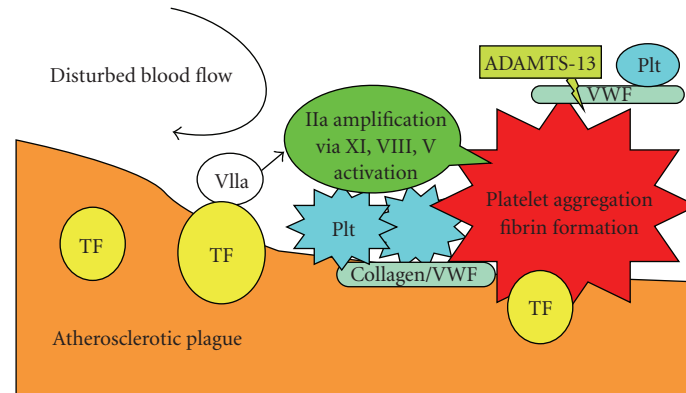 Disturbed blood flow
ADAMTS-13
Plt
VWF
IIa amplification
via XI, VIII, V
activation
VIIa
Plt
Platelet aggregation
fibrin formation
TF
TF
Collagen/VWF
TF
Atherosclerotic plague